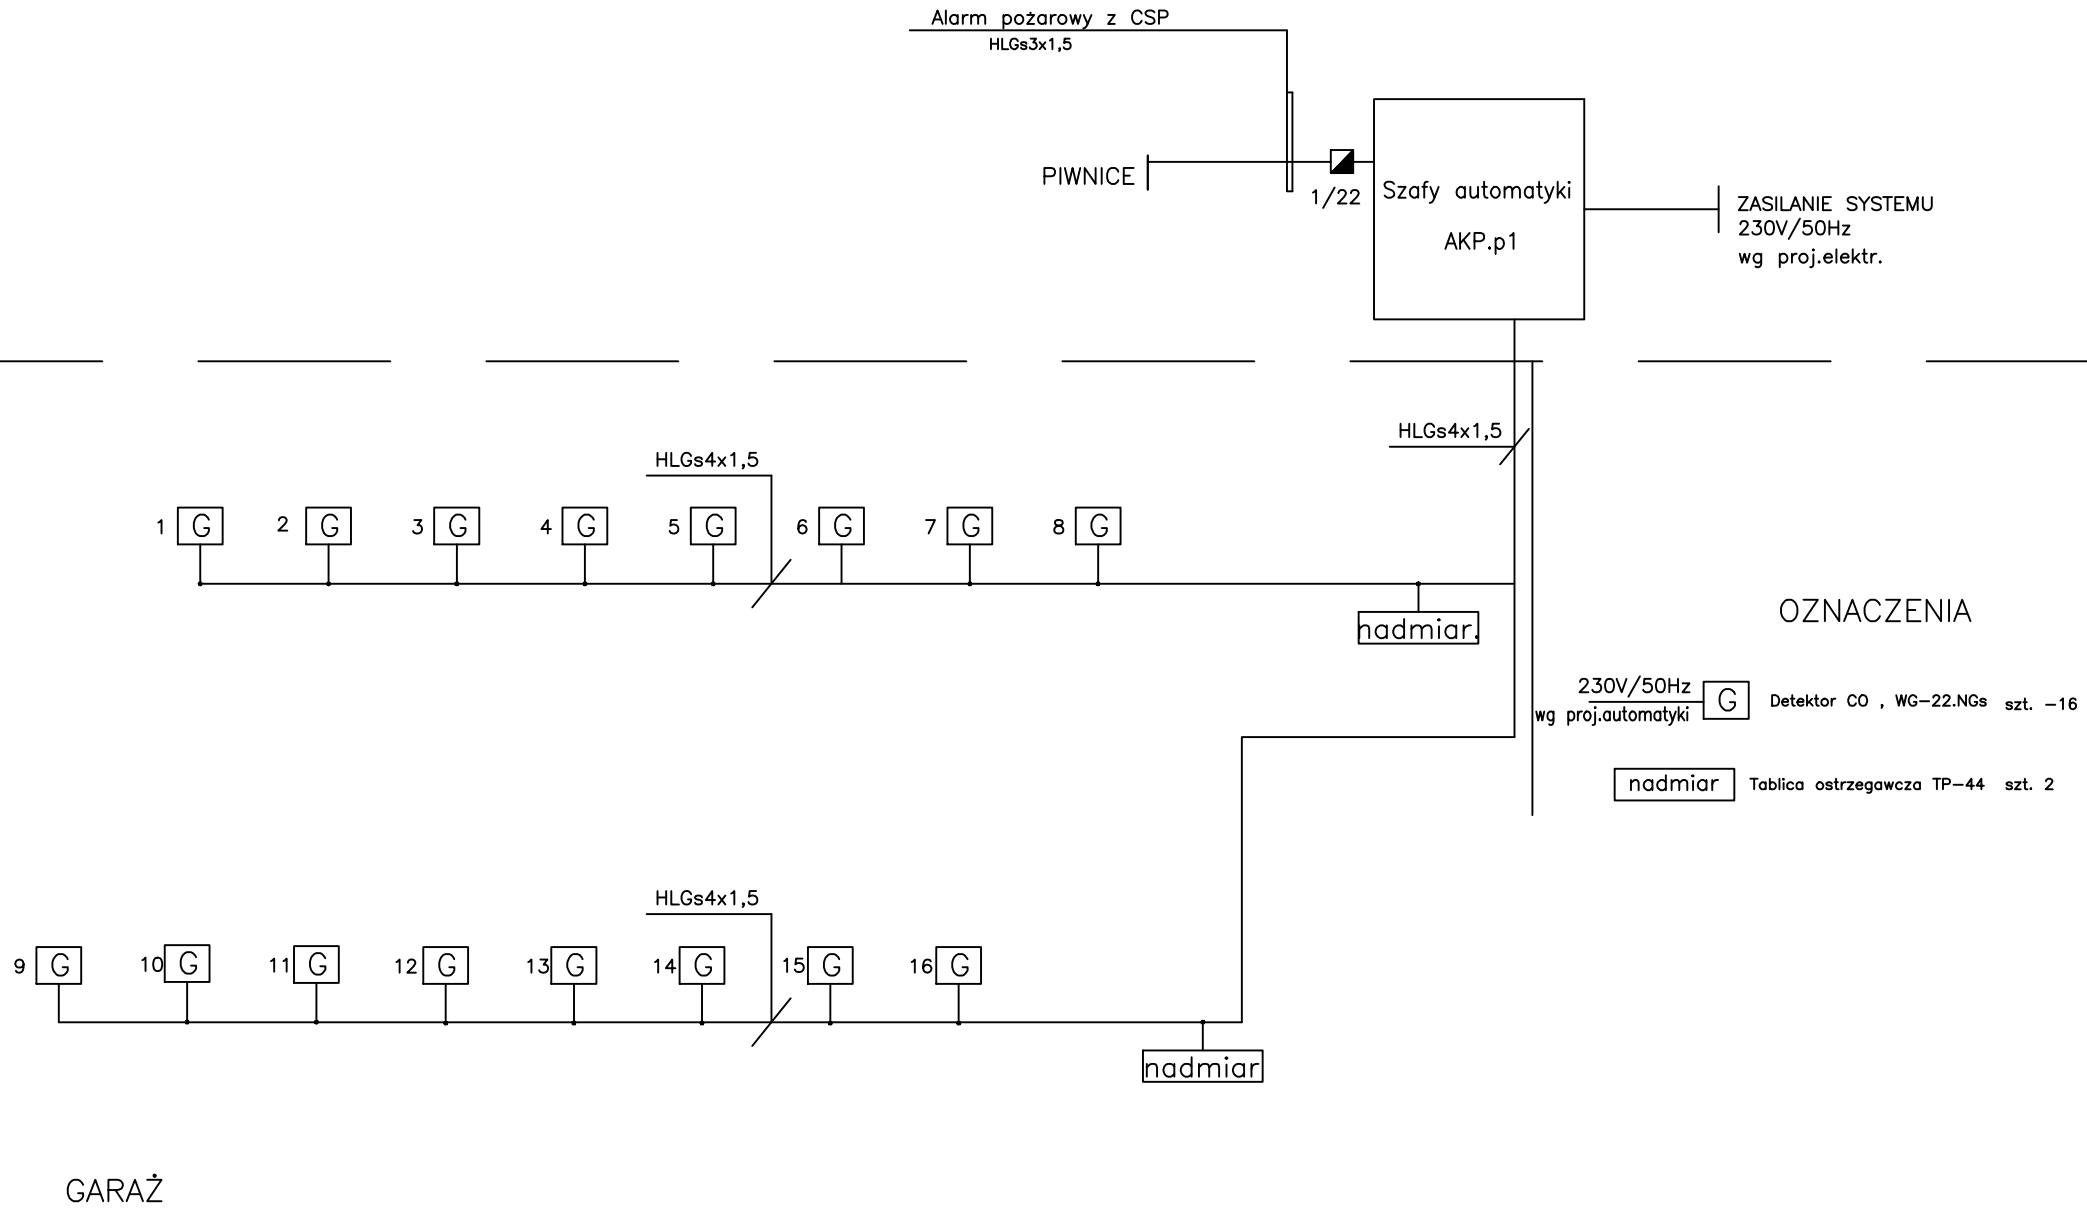 Alarm pożarowy z CSP
HLGs3x1,5
PIWNICE
1/22
Szafy automatyki
AKP.p1
ZASILANIE SYSTEMU
230V/50Hz
wg proj.elektr.
HLGs4x1,5
HLGs4x1,5
1 G 2 G 3 G 4 G 5 G 6 G 7 G 8 G
nadmiar.
OZNACZENIA
230V/50Hz
wg proj.automatyki
G Detektor CO , WG-22.NGs szt. -16
nadmiar Tablica ostrzegawcza TP-44 szt. 2
HLGs4x1,5
9 G 10 G 11 G 12 G 13 G 14 G 15 G 16 G
nadmiar
GARAŻ